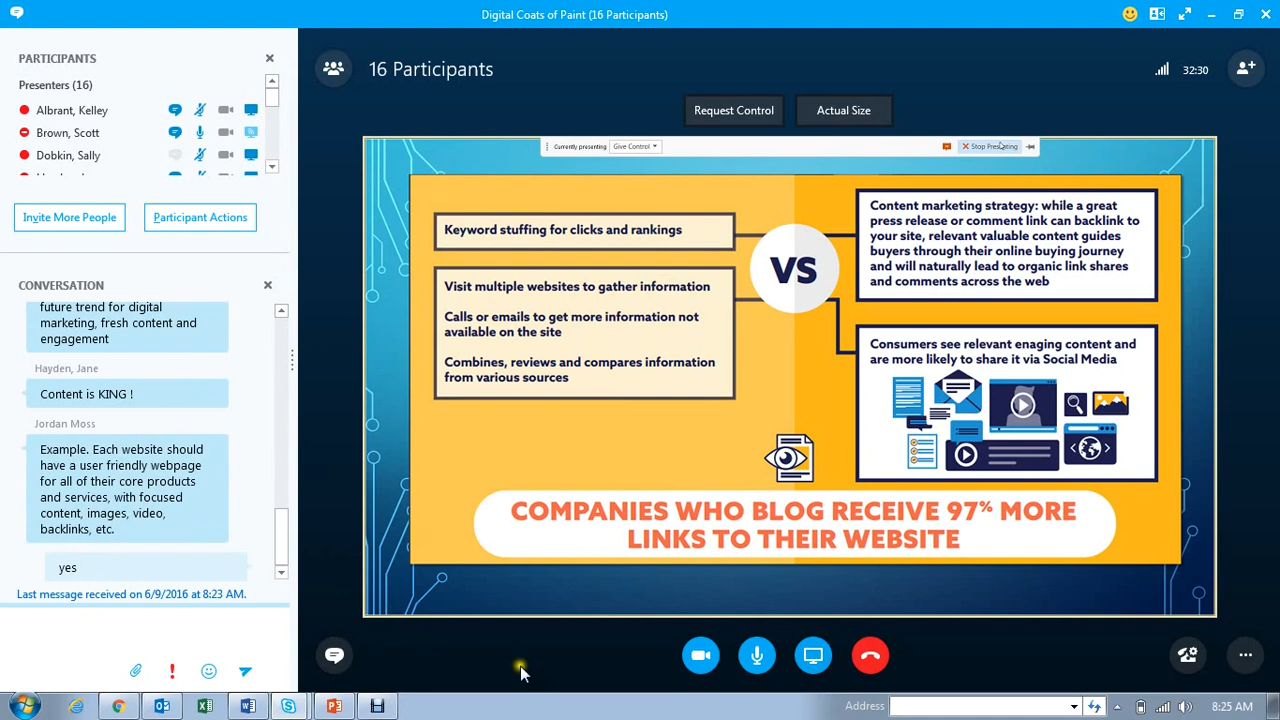 Digital Coats of Paint (16 Participants)
PARTICIPANTS
Presenters (16)
Albrant, Kelley
Brown, Scott
Dobkin, Sally
Invite More People
Participant Actions
CONVERSATION
future trend for digital
marketing, fresh content and
engagement
Hayden, Jane
Content is KING !
Jordan Moss
Example: Each website should
have a user friendly webpage
for all of their core products
and services, with focused
content, images, video,
backlinks, etc.
yes
Last message received on 6/9/2016 at 8:23 AM.
16 Participants
32:30
Request Control
Actual Size
Currently presenting
Give Control
Stop Presenting
Keyword stuffing for clicks and rankings
Visit multiple websites to gather information
Calls or emails to get more information not
available on the site
Combines, reviews and compares information
from various sources
VS
Content marketing strategy: while a great
press release or comment link can backlink to
your site, relevant valuable content guides
buyers through their online buying journey
and will naturally lead to organic link shares
and comments across the web
Consumers see relevant enaging content and
are more likely to share it via Social Media
COMPANIES WHO BLOG RECEIVE 97% MORE
LINKS TO THEIR WEBSITE
Address
8:25 AM